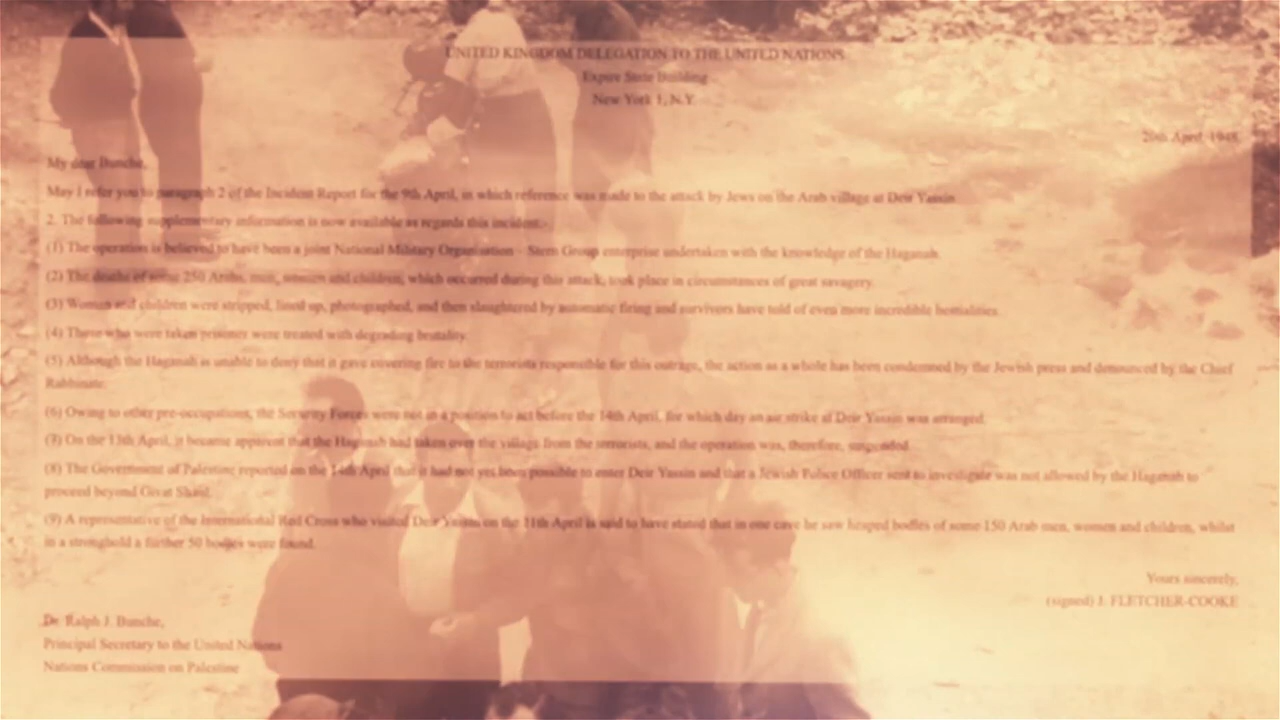 UNITED KINGDOM DELEGATION TO THE UNITED NATIONS
Expire State Building
New York 1, N.Y.
20th April 1948
My dear Bunche,
May I refer you to paragraph 2 of the Incident Report for the 9th April, in which reference was made to the attack by Jews on the Arab village at Deir Yassin.
2. The following supplementary information is now available as regards this incident:-
(1) The operation is believed to have been a joint National Military Organisation - Stern Group enterprise undertaken with the knowledge of the Haganah.
(2) The deaths of some 250 Arabs, men, women and children, which occurred during this attack, took place in circumstances of great savagery.
(3) Women and children were stripped, lined up, photographed, and then slaughtered by automatic firing and survivors have told of even more incredible bestialities.
(4) Those who were taken prisoner were treated with degrading brutality.
(5) Although the Haganah is unable to deny that it gave covering fire to the terrorists responsible for this outrage, the action as a whole has been condemned by the Jewish press and denounced by the Chief
Rabbinate.
(6) Owing to other pre-occupations, the Security Forces were not in a position to act before the 14th April, for which day an air strike at Deir Yassin was arranged.
(7) On the 13th April, it became apparent that the Haganah had taken over the village from the terrorists, and the operation was, therefore, suspended.
(8) The Government of Palestine reported on the 14th April that it had not yet been possible to enter Deir Yassin and that a Jewish Police Officer sent to investigate was not allowed by the Haganah to
proceed beyond Givat Shaul.
(9) A representative of the International Red Cross who visited Deir Yassin on the 11th April is said to have stated that in one cave he saw heaped bodies of some 150 Arab men, women and children, whilst
in a stronghold a further 50 bodies were found.
Yours sincerely,
(signed) J. FLETCHER-COOKE
Dr. Ralph J. Bunche,
Principal Secretary to the United Nations
Nations Commission on Palestine